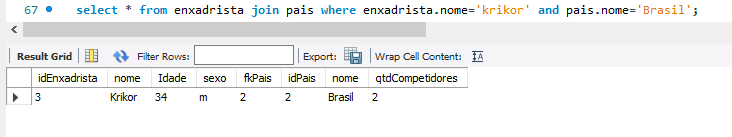 67 select * from enxadrista join pais where enxadrista.nome='krikor' and pais.nome='Brasil';
Result Grid Filter Rows: Export: Wrap Cell Content:
idEnxadrista nome Idade sexo fkPais idPais nome qtdCompetidores
3 Krikor 34 m 2 2 Brasil 2